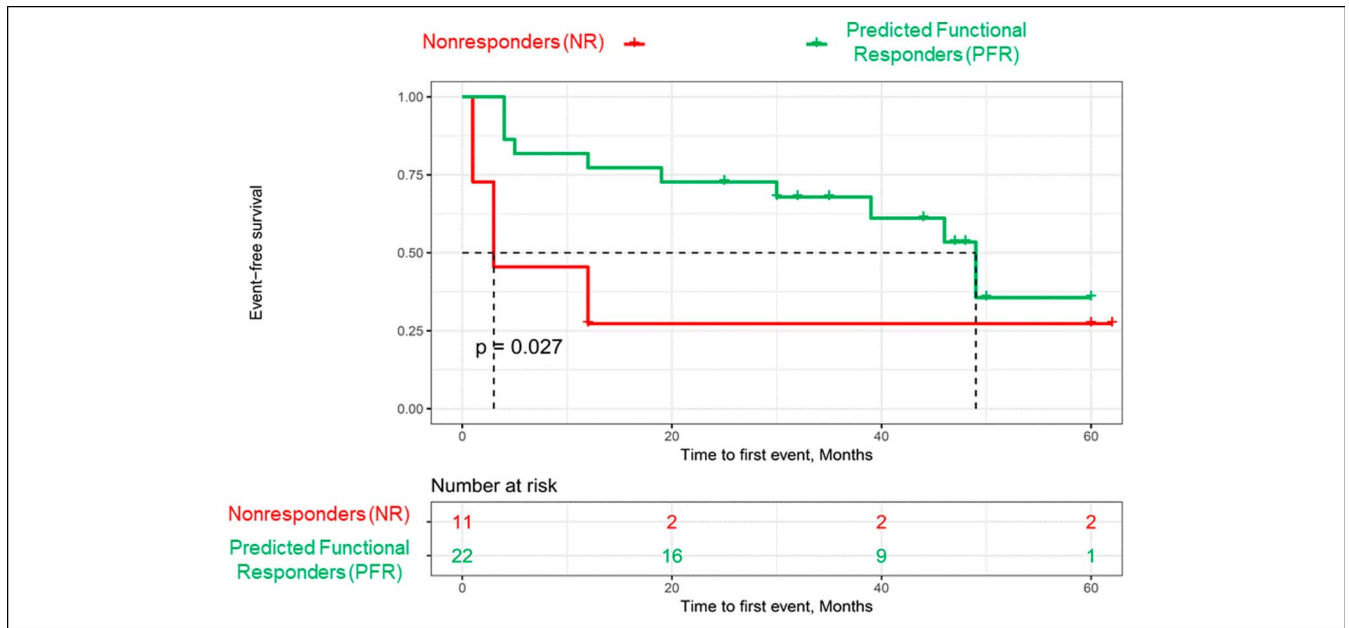 Nonresponders (NR)
Predicted Functional
Responders (PFR)
1.00
0.75
0.50
0.25
0.00
Event-free survival
p = 0.027
0 20 40 60
Time to first event, Months
Number at risk
Nonresponders (NR) 11 2 2 2
Predicted Functional
Responders (PFR) 22 16 9 1
0 20 40 60
Time to first event, Months